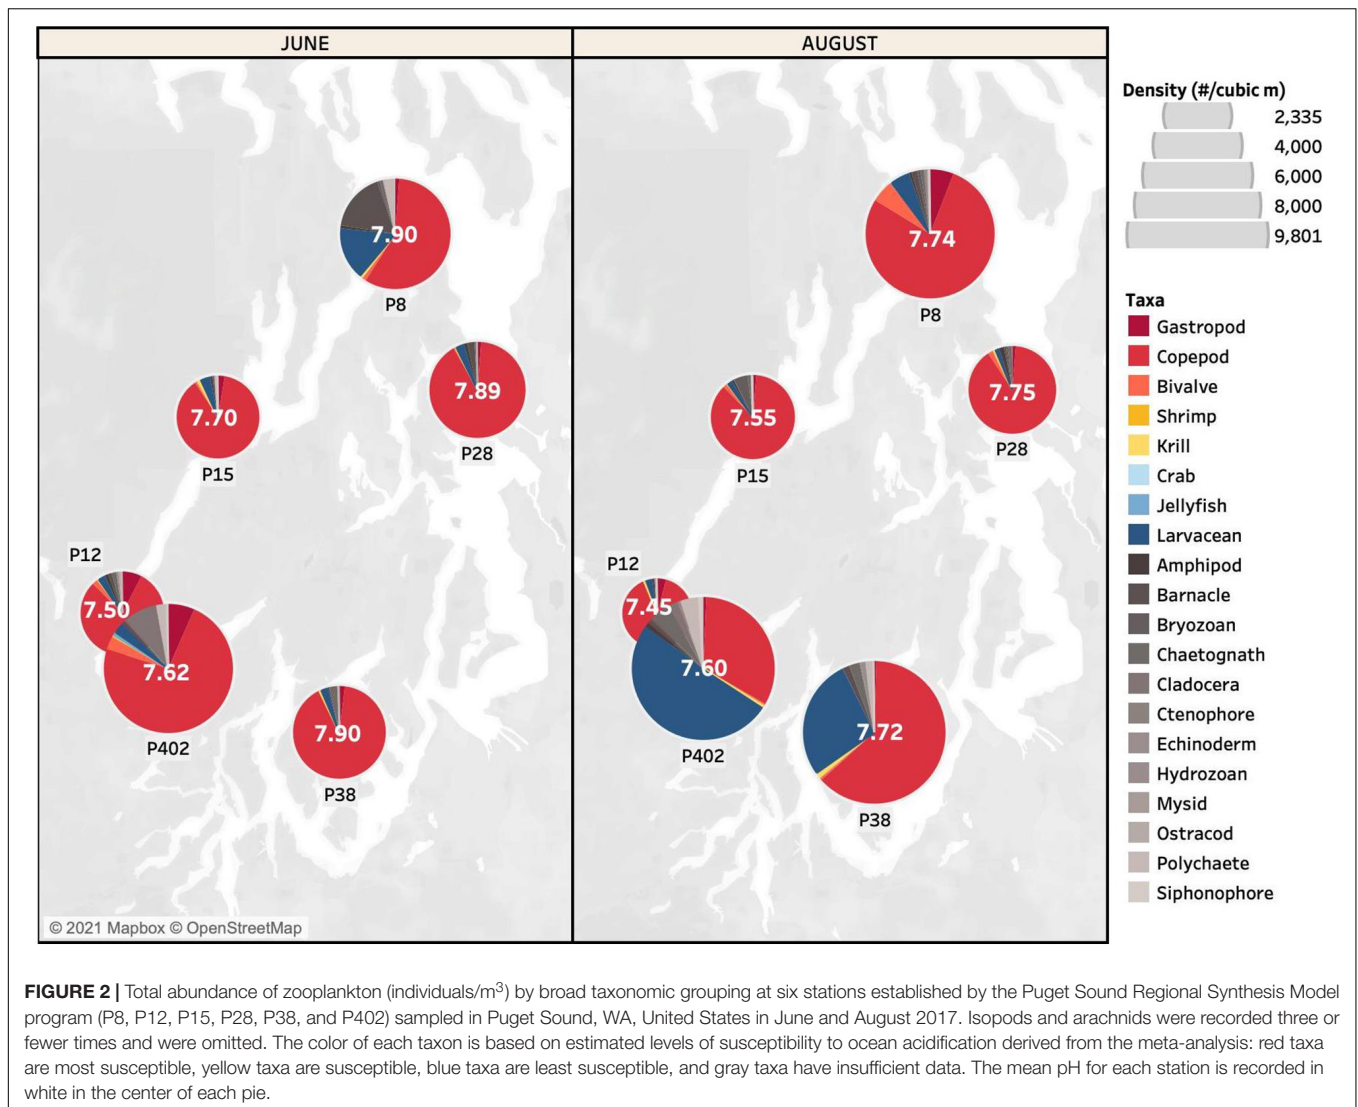 JUNE
AUGUST
Density (#/cubic m)
2,335
4,000
6,000
8,000
9,801
7.90
P8
7.89
P28
7.70
P15
P12
7.50
7.62
P402
7.90
P38
7.74
P8
7.75
P28
7.55
P15
P12
7.45
7.60
P402
7.72
P38
Taxa
Gastropod
Copepod
Bivalve
Shrimp
Krill
Crab
Jellyfish
Larvacean
Amphipod
Barnacle
Bryozoan
Chaetognath
Cladocera
Ctenophore
Echinoderm
Hydrozoan
Mysid
Ostracod
Polychaete
Siphonophore
© 2021 Mapbox © OpenStreetMap
FIGURE 2 | Total abundance of zooplankton (individuals/m³) by broad taxonomic grouping at six stations established by the Puget Sound Regional Synthesis Model
program (P8, P12, P15, P28, P38, and P402) sampled in Puget Sound, WA, United States in June and August 2017. Isopods and arachnids were recorded three or
fewer times and were omitted. The color of each taxon is based on estimated levels of susceptibility to ocean acidification derived from the meta-analysis: red taxa
are most susceptible, yellow taxa are susceptible, blue taxa are least susceptible, and gray taxa have insufficient data. The mean pH for each station is recorded in
white in the center of each pie.